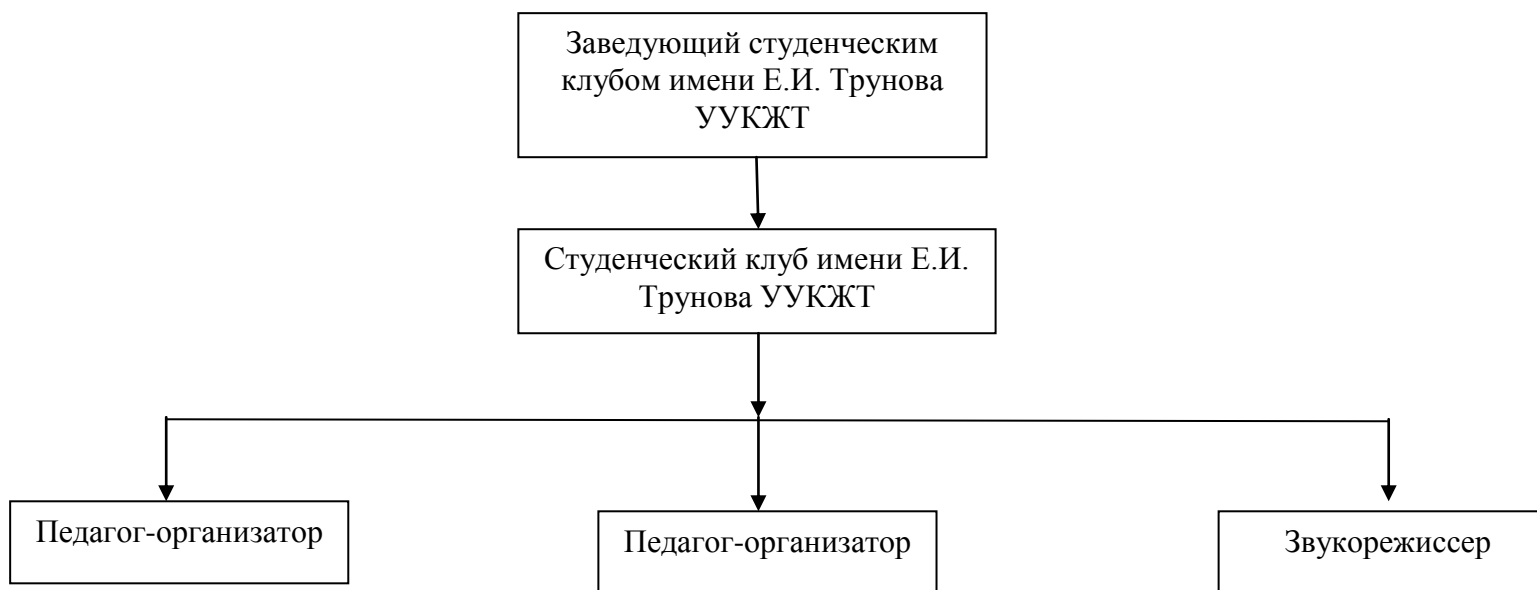 Заведующий студенческим
клубом имени Е.И. Трунова
УУКЖТ
Студенческий клуб имени Е.И.
Трунова УУКЖТ
Педагог-организатор
Педагог-организатор
Звукорежиссер